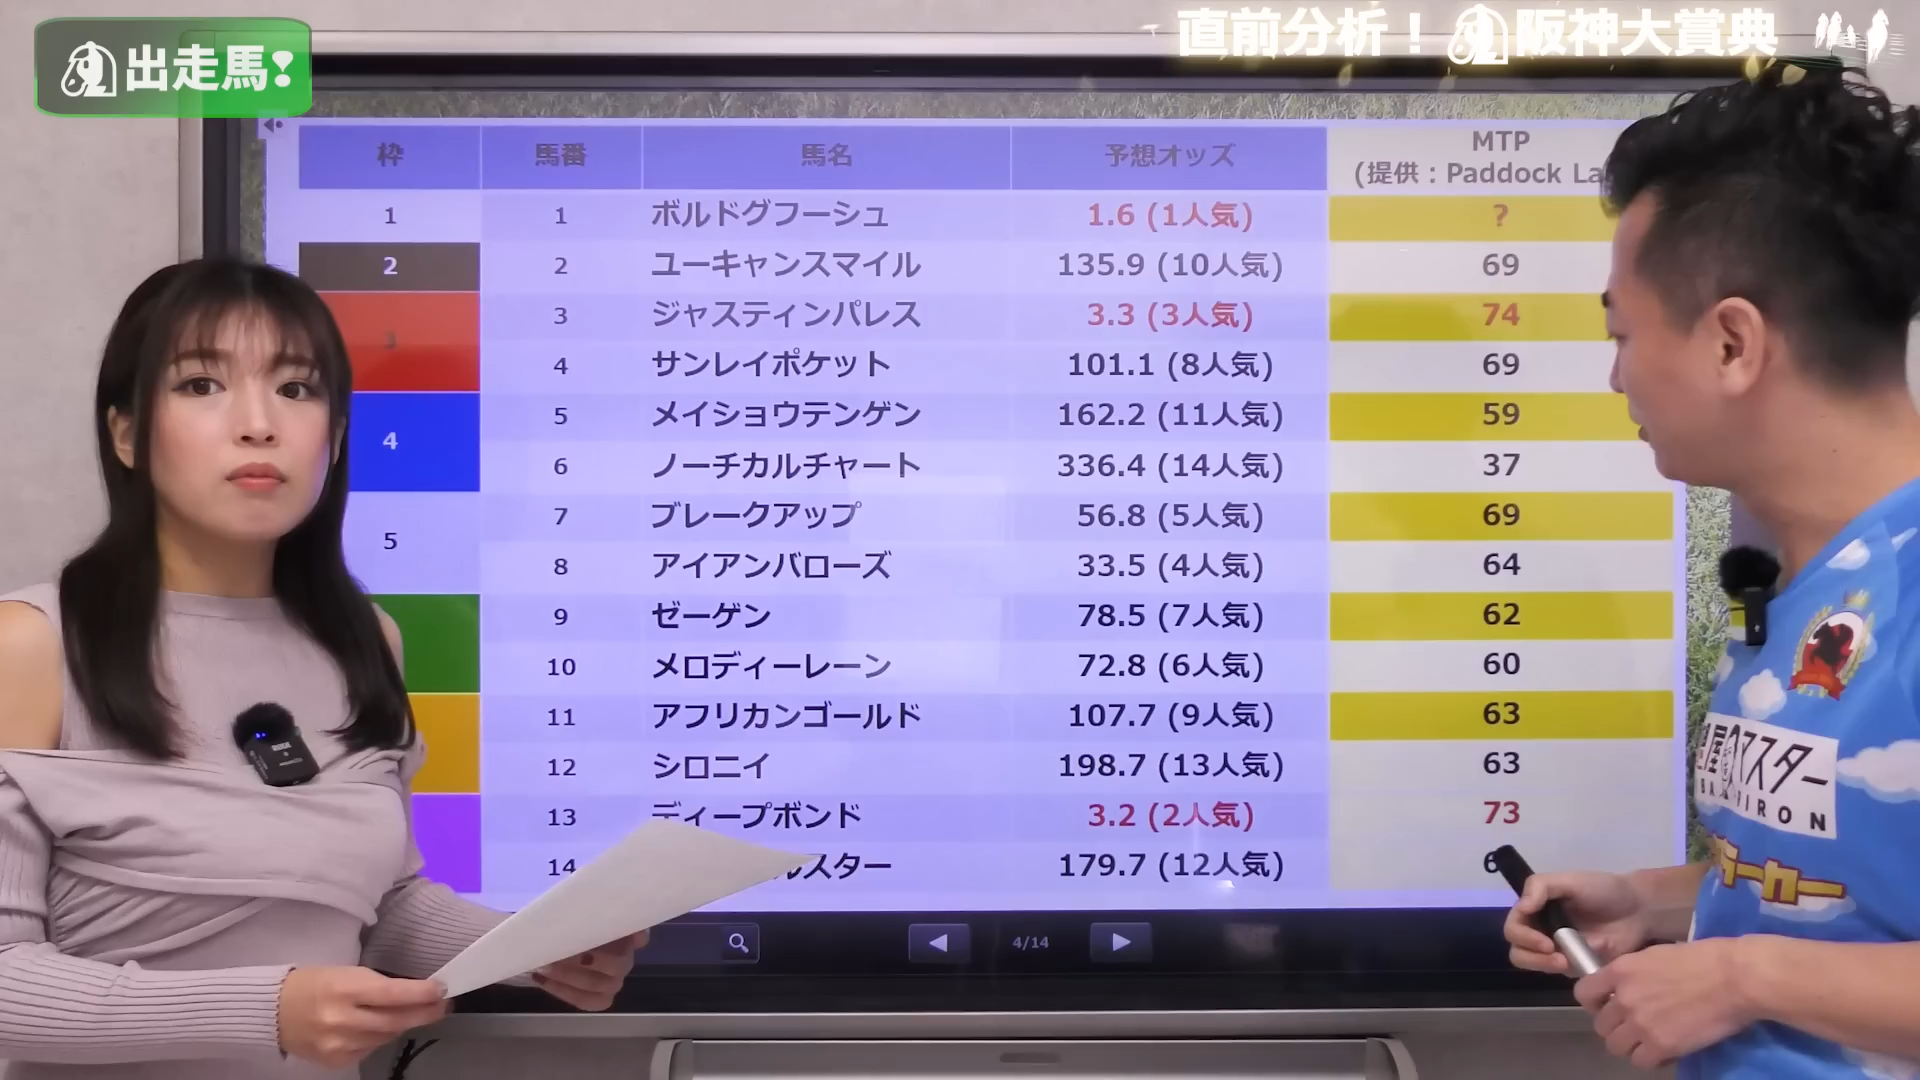 出走馬!
直前分析! 阪神大賞典
枠 馬番 馬名 予想オッズ MTP
(提供:Paddock La
1 1 ボルドグフーシュ 1.6 (1人気) ?
2 2 ユーキャンスマイル 135.9 (10人気) 69
3 3 ジャスティンパレス 3.3 (3人気) 74
4 サンレイポケット 101.1 (8人気) 69
4 5 メイショウテンゲン 162.2 (11人気) 59
6 ノーチカルチャート 336.4 (14人気) 37
5 7 ブレークアップ 56.8 (5人気) 69
8 アイアンバローズ 33.5 (4人気) 64
9 ゼーゲン 78.5 (7人気) 62
10 メロディーレーン 72.8 (6人気) 60
11 アフリカンゴールド 107.7 (9人気) 63
12 シロニイ 198.7 (13人気) 63
13 ディープボンド 3.2 (2人気) 73
14 ルスター 179.7 (12人気) 6
4/14
マスター